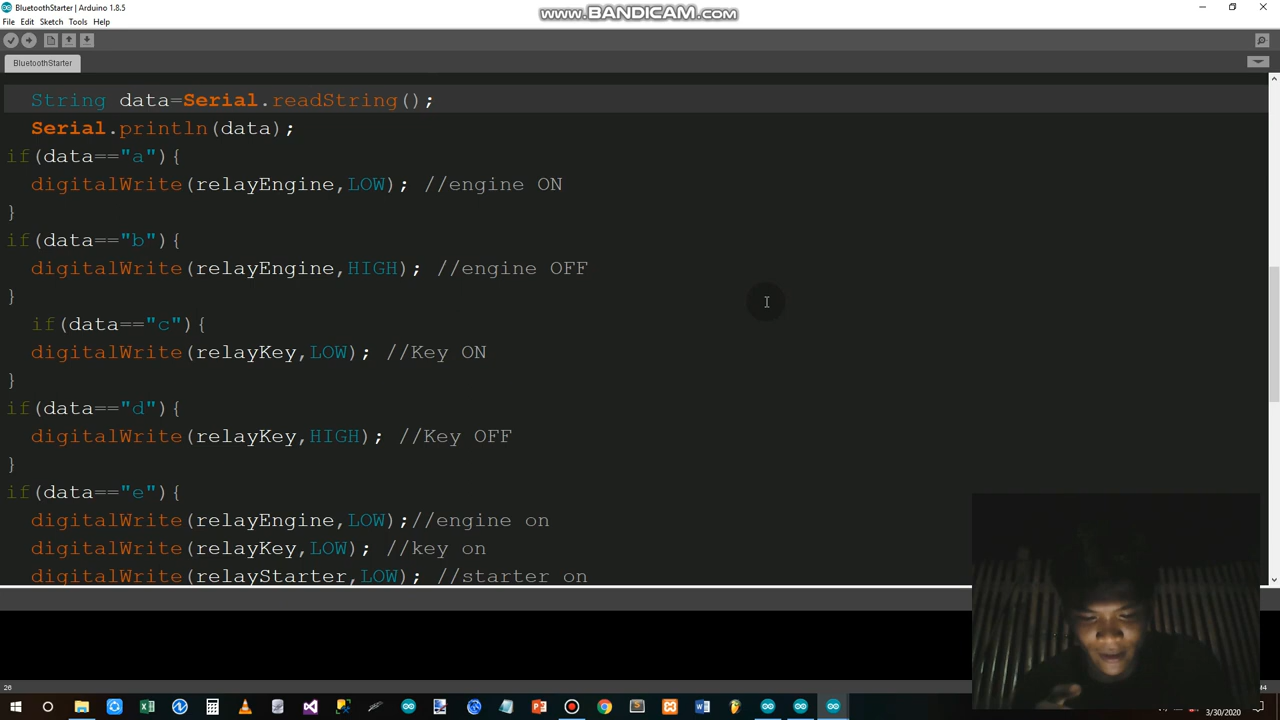 BluetoothStarter | Arduino 1.8.5
www.BANDICAM.com
File Edit Sketch Tools Help
BluetoothStarter
String data=Serial.readString();
Serial.println(data);
if(data=="a"){
digitalWrite(relayEngine,LOW); //engine ON
}
if(data=="b"){
digitalWrite(relayEngine,HIGH); //engine OFF
}
if(data=="c"){
digitalWrite(relayKey,LOW); //Key ON
}
if(data=="d"){
digitalWrite(relayKey,HIGH); //Key OFF
}
if(data=="e"){
digitalWrite(relayEngine,LOW);//engine on
digitalWrite(relayKey,LOW); //key on
digitalWrite(relayStarter,LOW); //starter on
26
3/30/2020